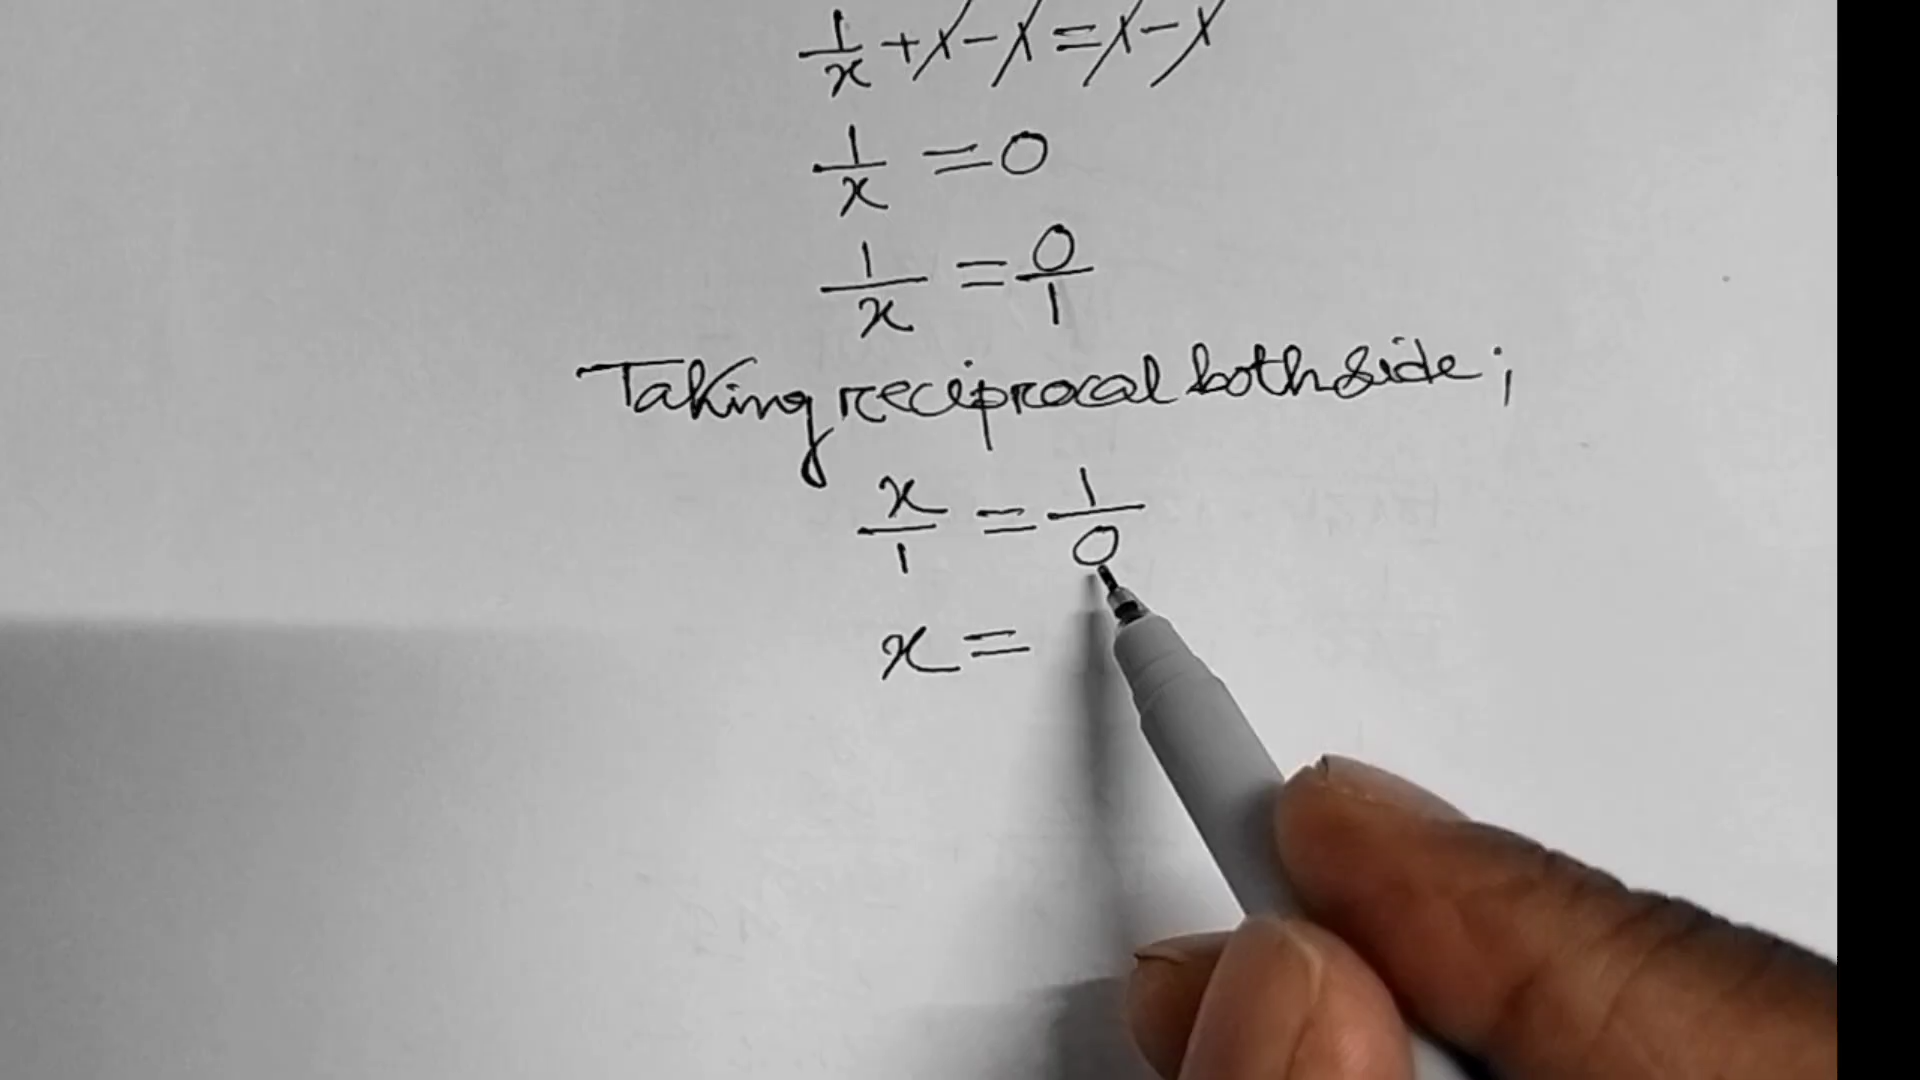 1/x + x - x = x - x
1/x = 0
1/x = 0/1
Taking reciprocal both side;
x/1 = 1/0
x =